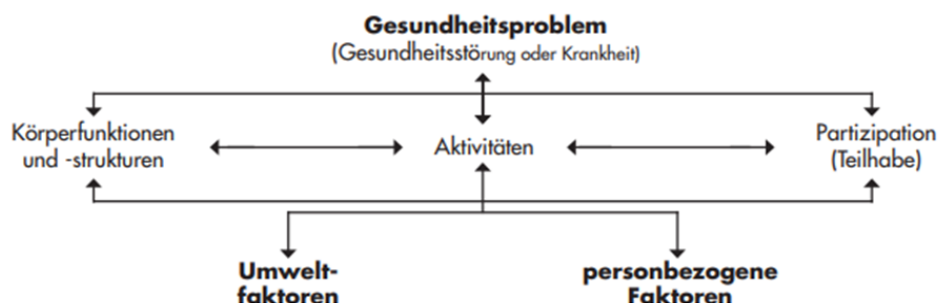 Gesundheitsproblem
(Gesundheitsstörung oder Krankheit)
Körperfunktionen
und -strukturen
Aktivitäten
Partizipation
(Teilhabe)
Umwelt-
faktoren
personbezogene
Faktoren